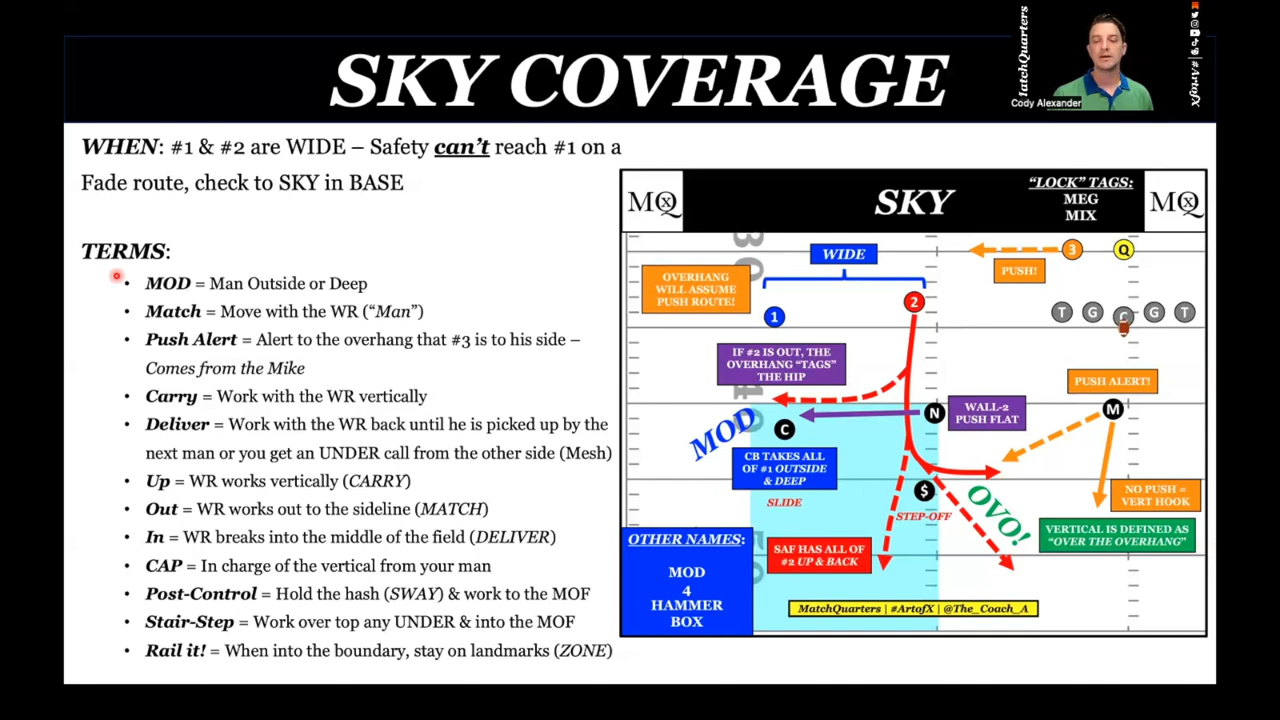 SKY COVERAGE
MatchQuarters
Cody Alexander
#ArtofX
WHEN: #1 & #2 are WIDE – Safety can't reach #1 on a
Fade route, check to SKY in BASE
TERMS:
• MOD = Man Outside or Deep
• Match = Move with the WR ("Man")
• Push Alert = Alert to the overhang that #3 is to his side –
Comes from the Mike
• Carry = Work with the WR vertically
• Deliver = Work with the WR back until he is picked up by the
next man or you get an UNDER call from the other side (Mesh)
• Up = WR works vertically (CARRY)
• Out = WR works out to the sideline (MATCH)
• In = WR breaks into the middle of the field (DELIVER)
• CAP = In charge of the vertical from your man
• Post-Control = Hold the hash (SWAY) & work to the MOF
• Stair-Step = Work over top any UNDER & into the MOF
• Rail it! = When into the boundary, stay on landmarks (ZONE)
MQx
SKY
"LOCK" TAGS:
MEG
MIX
MQx
30
WIDE
3
Q
OVERHANG
WILL ASSUME
PUSH ROUTE!
PUSH!
1
2
T G C G T
IF #2 IS OUT, THE
OVERHANG "TAGS"
THE HIP
PUSH ALERT!
40
MOD
C
N
WALL-2
PUSH FLAT
M
CB TAKES ALL
OF #1 OUTSIDE
& DEEP
SLIDE
$
STEP-OFF
OVO!
NO PUSH =
VERT HOOK
VERTICAL IS DEFINED AS
"OVER THE OVERHANG"
OTHER NAMES:
MOD
4
HAMMER
BOX
SAF HAS ALL OF
#2 UP & BACK
50
MatchQuarters | #ArtofX | @The_Coach_A